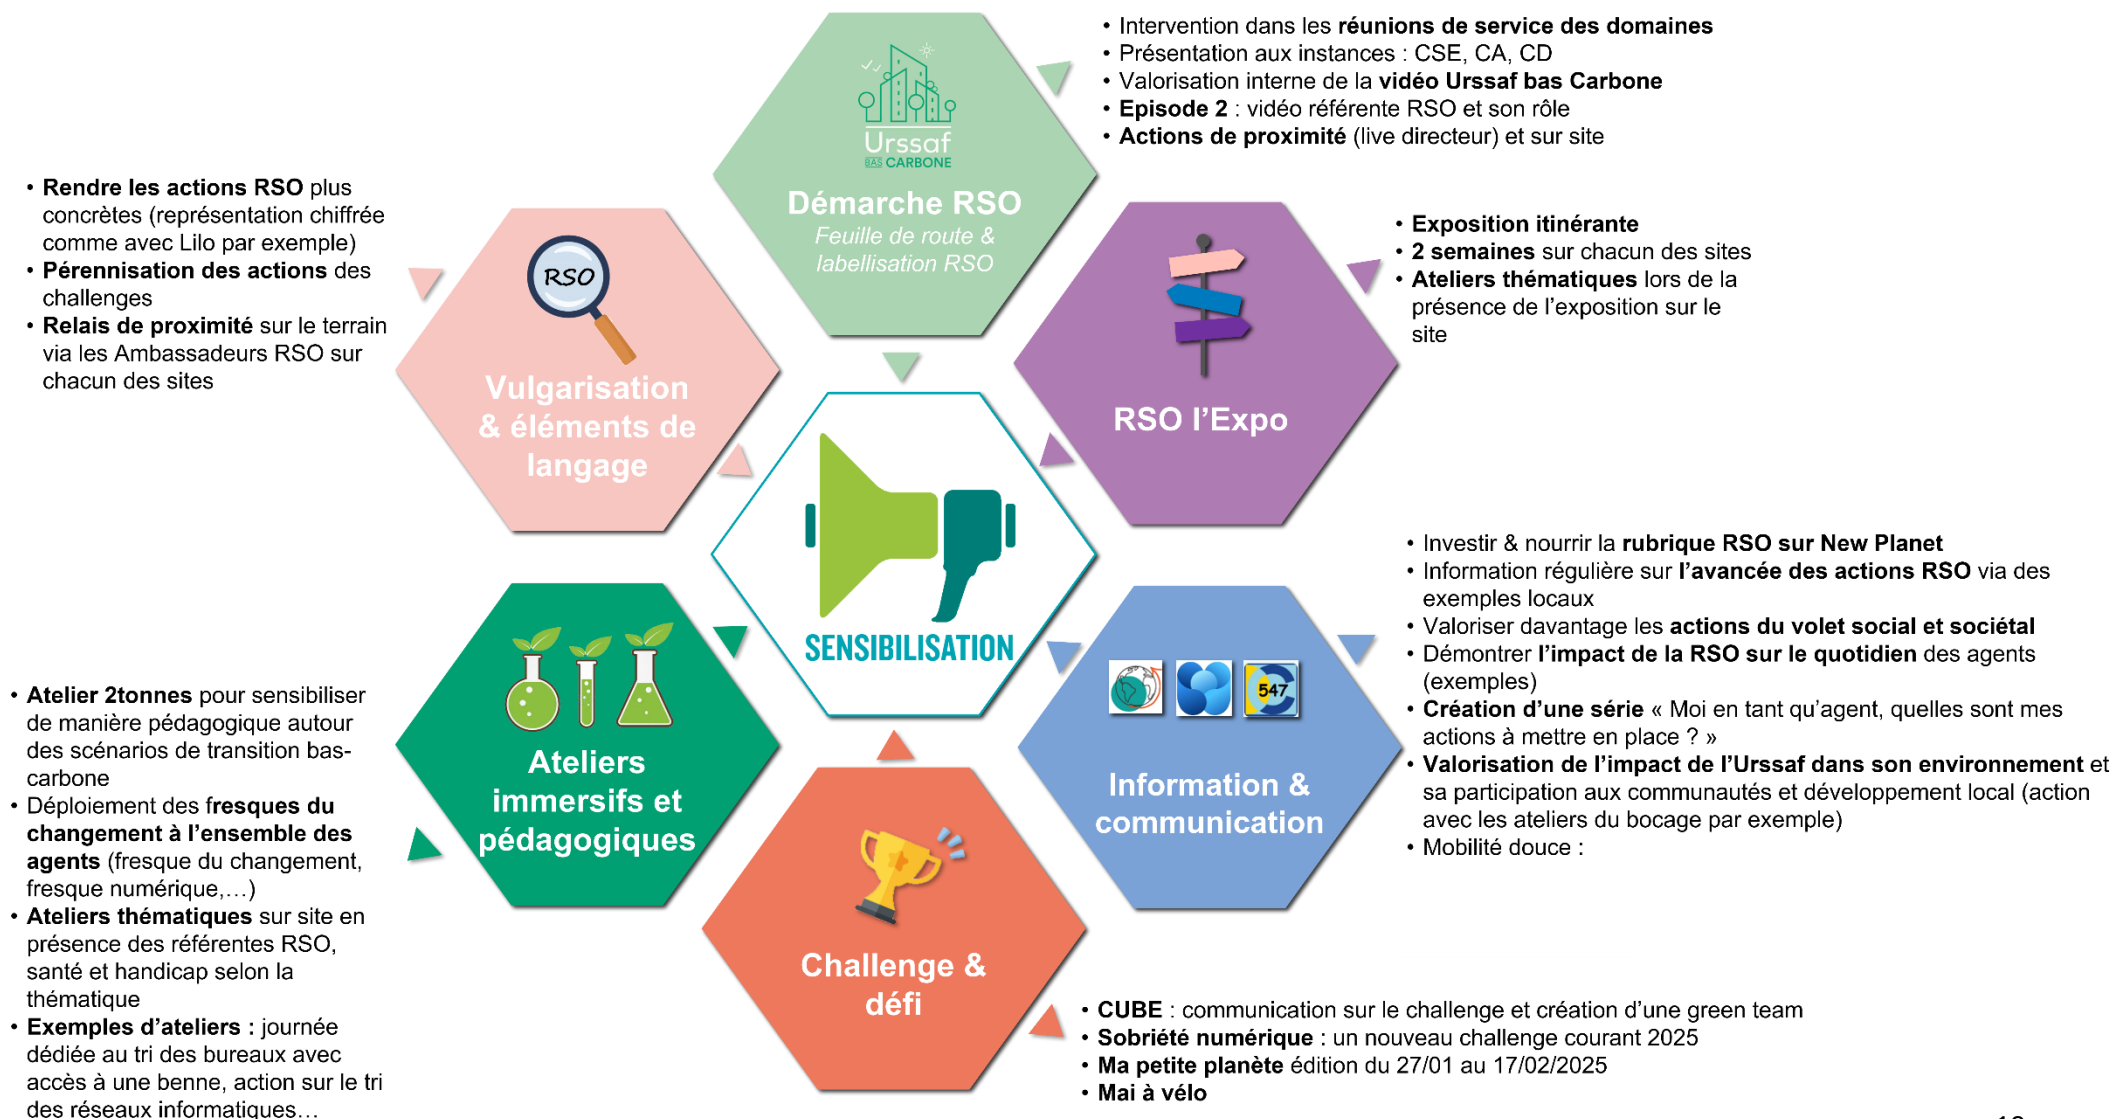 • Intervention dans les réunions de service des domaines
• Présentation aux instances : CSE, CA, CD
• Valorisation interne de la vidéo Urssaf bas Carbone
• Episode 2 : vidéo référente RSO et son rôle
• Actions de proximité (live directeur) et sur site
Urssaf
BAS CARBONE
Démarche RSO
Feuille de route &
labellisation RSO
• Rendre les actions RSO plus
concrètes (représentation chiffrée
comme avec Lilo par exemple)
• Pérennisation des actions des
challenges
• Relais de proximité sur le terrain
via les Ambassadeurs RSO sur
chacun des sites
RSO
Vulgarisation
& éléments de
langage
RSO l’Expo
• Exposition itinérante
• 2 semaines sur chacun des sites
• Ateliers thématiques lors de la
présence de l’exposition sur le
site
SENSIBILISATION
• Investir & nourrir la rubrique RSO sur New Planet
• Information régulière sur l’avancée des actions RSO via des
exemples locaux
• Valoriser davantage les actions du volet social et sociétal
• Démontrer l’impact de la RSO sur le quotidien des agents
(exemples)
• Création d’une série « Moi en tant qu’agent, quelles sont mes
actions à mettre en place ? »
• Valorisation de l’impact de l’Urssaf dans son environnement et
sa participation aux communautés et développement local (action
avec les ateliers du bocage par exemple)
• Mobilité douce :
547
Information &
communication
Ateliers
immersifs et
pédagogiques
• Atelier 2tonnes pour sensibiliser
de manière pédagogique autour
des scénarios de transition bas-
carbone
• Déploiement des fresques du
changement à l’ensemble des
agents (fresque du changement,
fresque numérique,…)
• Ateliers thématiques sur site en
présence des référentes RSO,
santé et handicap selon la
thématique
• Exemples d’ateliers : journée
dédiée au tri des bureaux avec
accès à une benne, action sur le tri
des réseaux informatiques…
Challenge &
défi
• CUBE : communication sur le challenge et création d’une green team
• Sobriété numérique : un nouveau challenge courant 2025
• Ma petite planète édition du 27/01 au 17/02/2025
• Mai à vélo